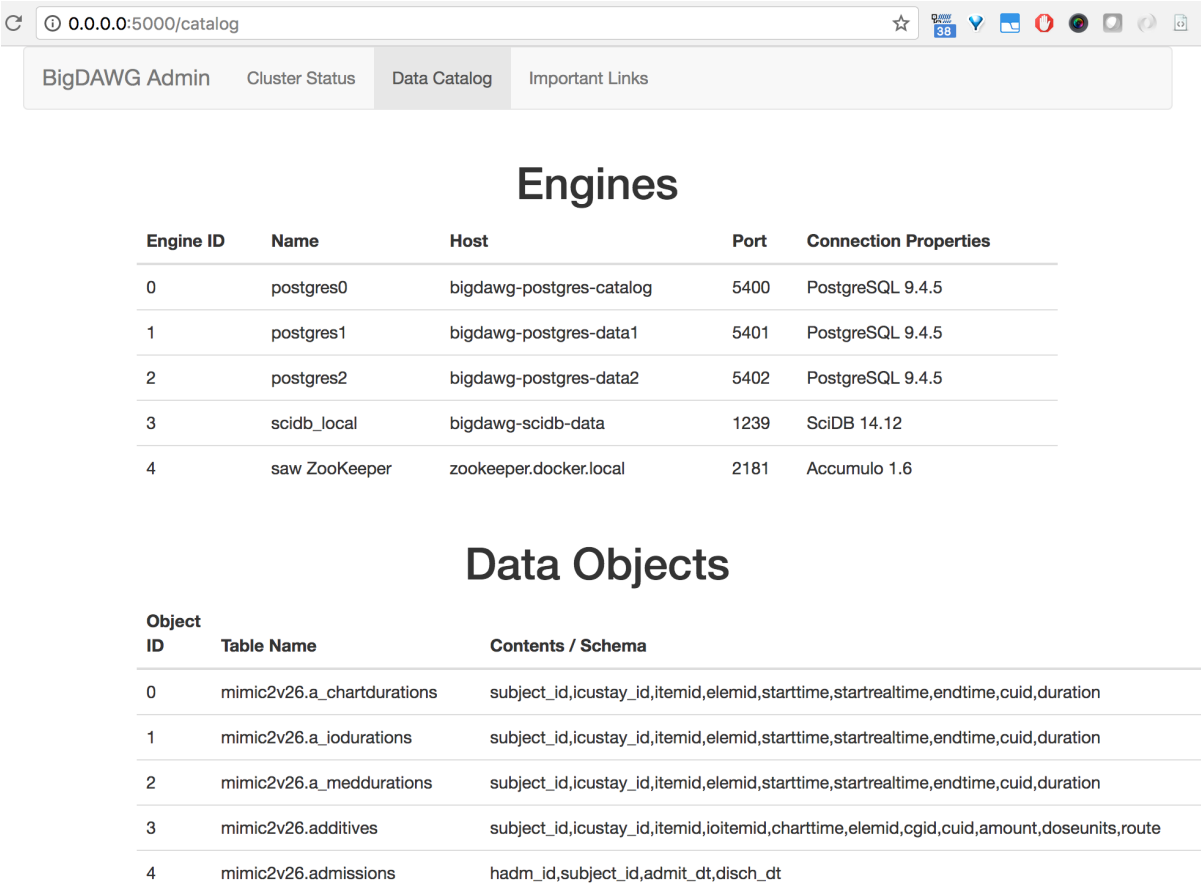 0.0.0.0:5000/catalog
38
BigDAWG Admin Cluster Status Data Catalog Important Links
Engines
Engine ID Name Host Port Connection Properties
0 postgres0 bigdawg-postgres-catalog 5400 PostgreSQL 9.4.5
1 postgres1 bigdawg-postgres-data1 5401 PostgreSQL 9.4.5
2 postgres2 bigdawg-postgres-data2 5402 PostgreSQL 9.4.5
3 scidb_local bigdawg-scidb-data 1239 SciDB 14.12
4 saw ZooKeeper zookeeper.docker.local 2181 Accumulo 1.6
Data Objects
Object
ID Table Name Contents / Schema
0 mimic2v26.a_chartdurations subject_id,icustay_id,itemid,elemid,starttime,startrealtime,endtime,cuid,duration
1 mimic2v26.a_iodurations subject_id,icustay_id,itemid,elemid,starttime,startrealtime,endtime,cuid,duration
2 mimic2v26.a_meddurations subject_id,icustay_id,itemid,elemid,starttime,startrealtime,endtime,cuid,duration
3 mimic2v26.additives subject_id,icustay_id,itemid,ioitemid,charttime,elemid,cgid,cuid,amount,doseunits,route
4 mimic2v26.admissions hadm_id,subject_id,admit_dt,disch_dt